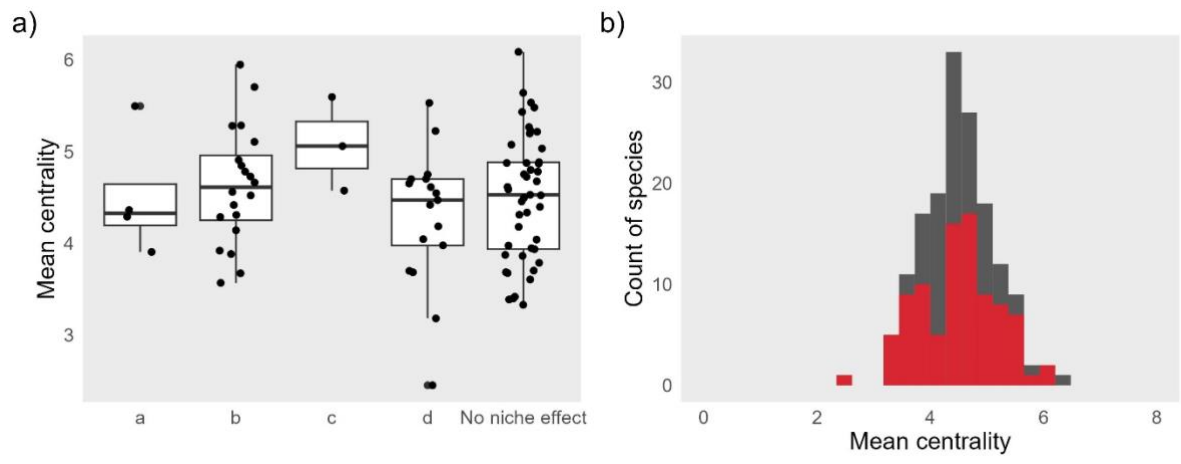 a)
Mean centrality
6
5
4
3
a b c d No niche effect
b)
Count of species
30
20
10
0
0 2 4 6 8
Mean centrality